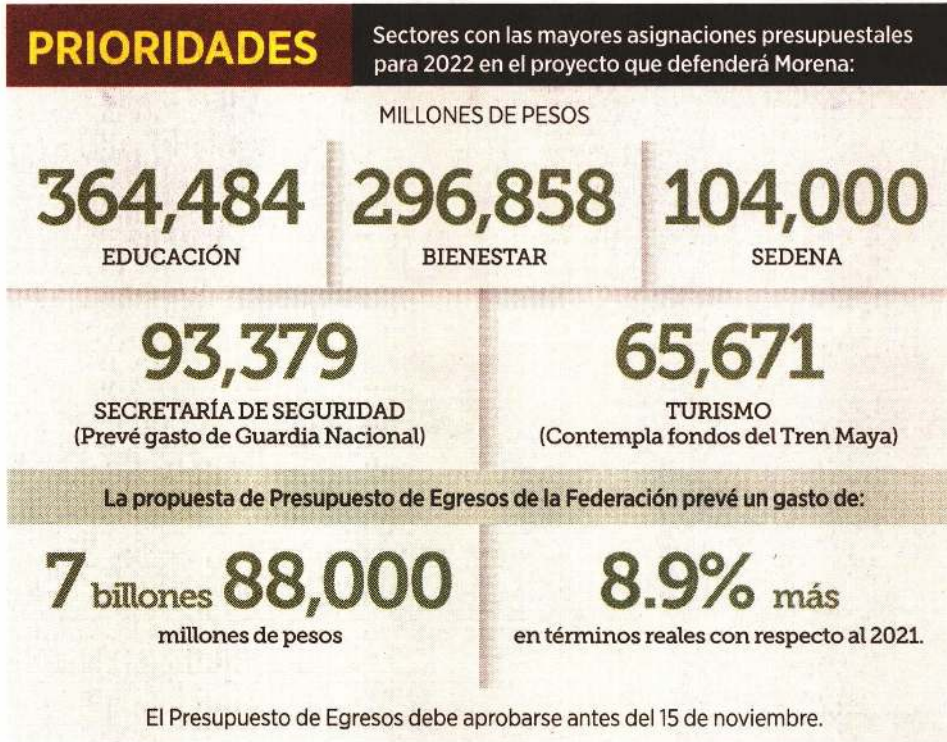 PRIORIDADES
Sectores con las mayores asignaciones presupuestales
para 2022 en el proyecto que defenderá Morena:
MILLONES DE PESOS
364,484
EDUCACIÓN
296,858
BIENESTAR
104,000
SEDENA
93,379
SECRETARÍA DE SEGURIDAD
(Prevé gasto de Guardia Nacional)
65,671
TURISMO
(Contempla fondos del Tren Maya)
La propuesta de Presupuesto de Egresos de la Federación prevé un gasto de:
7 billones 88,000
millones de pesos
8.9% más
en términos reales con respecto al 2021.
El Presupuesto de Egresos debe aprobarse antes del 15 de noviembre.